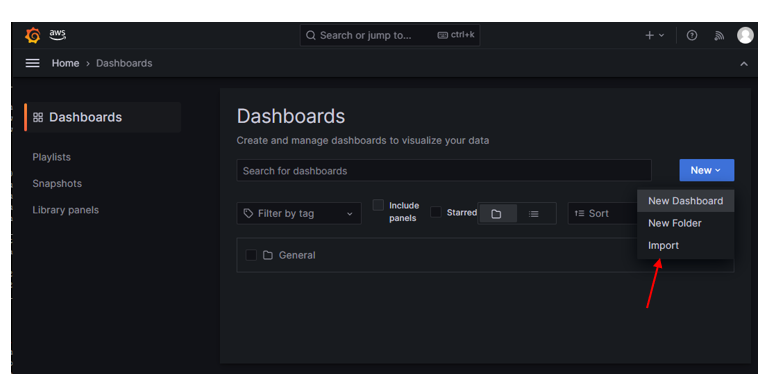 aws
Search or jump to... ctrl+k
Home › Dashboards
Dashboards
Playlists
Snapshots
Library panels
Dashboards
Create and manage dashboards to visualize your data
Search for dashboards
New
New Dashboard
New Folder
Import
Filter by tag
Include
panels
Starred
Sort
General